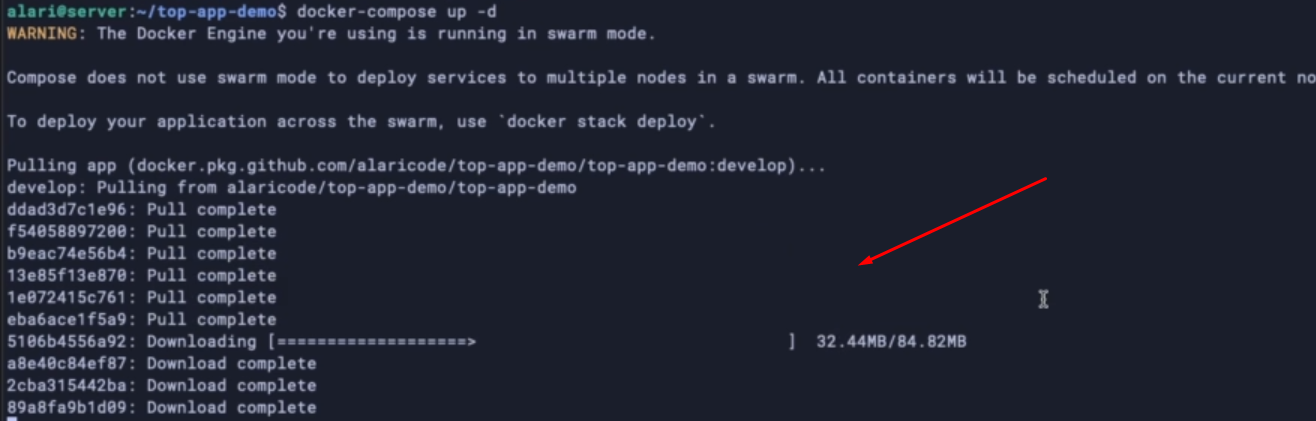 alari@server:~/top-app-demo$ docker-compose up -d
WARNING: The Docker Engine you're using is running in swarm mode.
Compose does not use swarm mode to deploy services to multiple nodes in a swarm. All containers will be scheduled on the current no
To deploy your application across the swarm, use `docker stack deploy`.
Pulling app (docker.pkg.github.com/alaricode/top-app-demo/top-app-demo:develop)...
develop: Pulling from alaricode/top-app-demo/top-app-demo
ddad3d7c1e96: Pull complete
f54058897200: Pull complete
b9eac74e56b4: Pull complete
13e85f13e870: Pull complete
1e072415c761: Pull complete
eba6ace1f5a9: Pull complete
5106b4556a92: Downloading [===================>                               ]  32.44MB/84.82MB
a8e40c84ef87: Download complete
2cba315442ba: Download complete
89a8fa9b1d09: Download complete